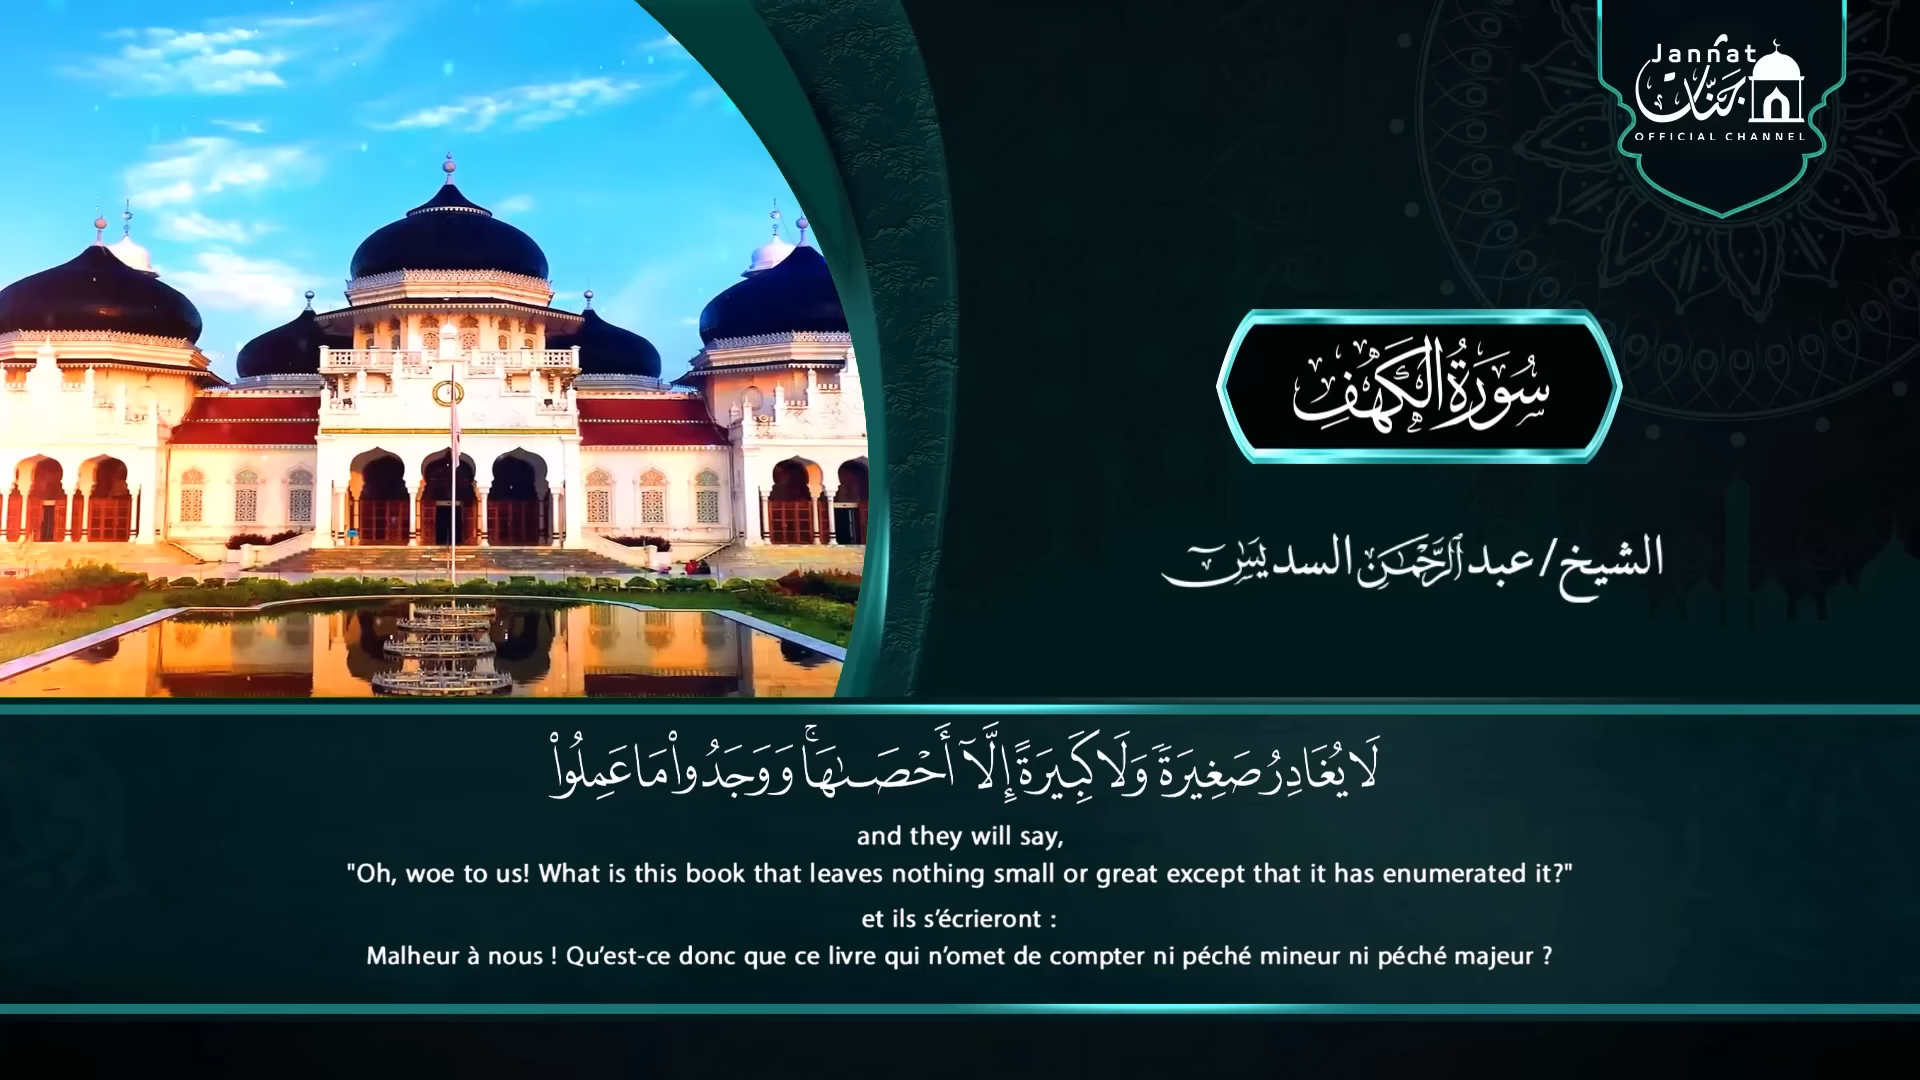 Jannat
جنات
OFFICIAL CHANNEL
سُورَةُ الكَهْفِ
الشيخ / عبد الرَّحْمَٰن السديس
لَا يُغَادِرُ صَغِيرَةٗ وَلَا كَبِيرَةً إِلَّآ أَحۡصَىٰهَاۚ وَوَجَدُواْ مَا عَمِلُواْ
and they will say,
"Oh, woe to us! What is this book that leaves nothing small or great except that it has enumerated it?"
et ils s’écrieront :
Malheur à nous ! Qu’est-ce donc que ce livre qui n’omet de compter ni péché mineur ni péché majeur ?